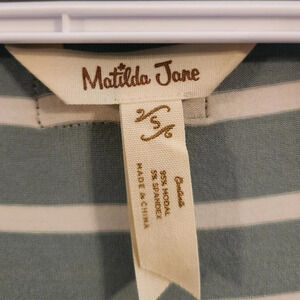 Matilda Jane
S
Contents
95% MODAL
5% SPANDEX
MADE IN CHINA